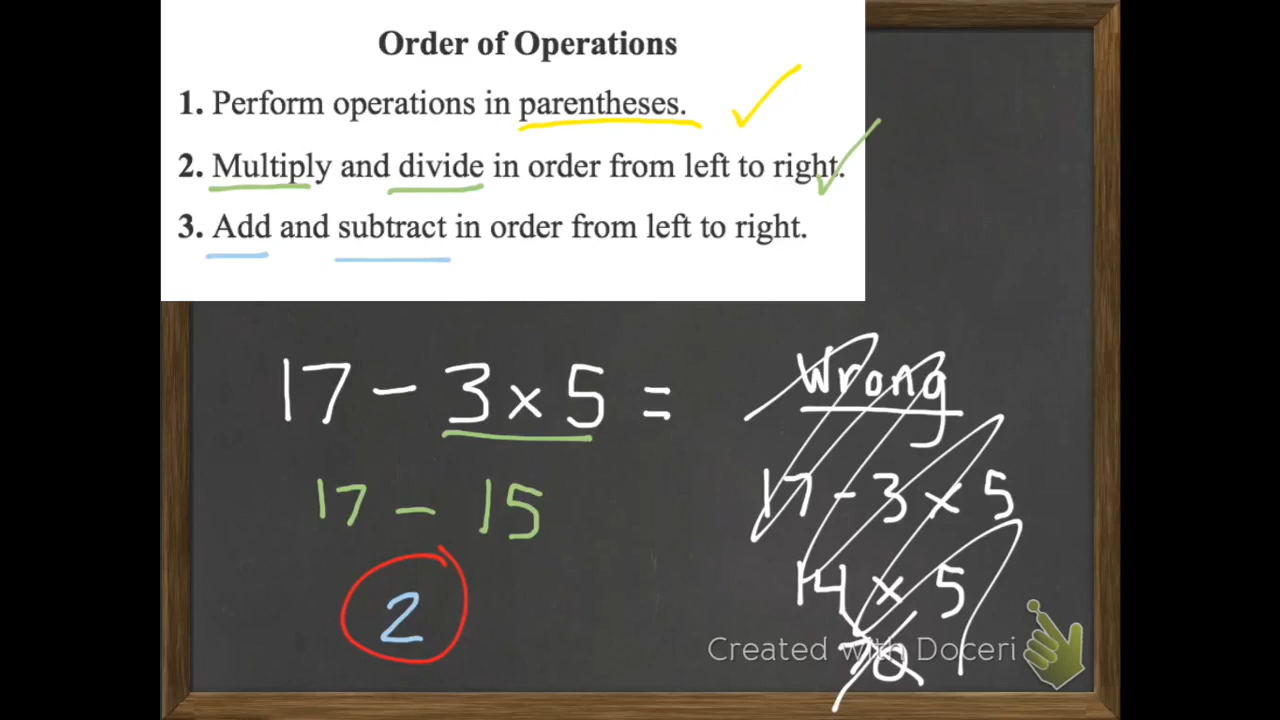 Order of Operations
1. Perform operations in parentheses.
2. Multiply and divide in order from left to right.
3. Add and subtract in order from left to right.
17 - 3 × 5 =
17 - 15
2
Wrong
17 - 3 × 5
14 × 5
70
Created with Doceri